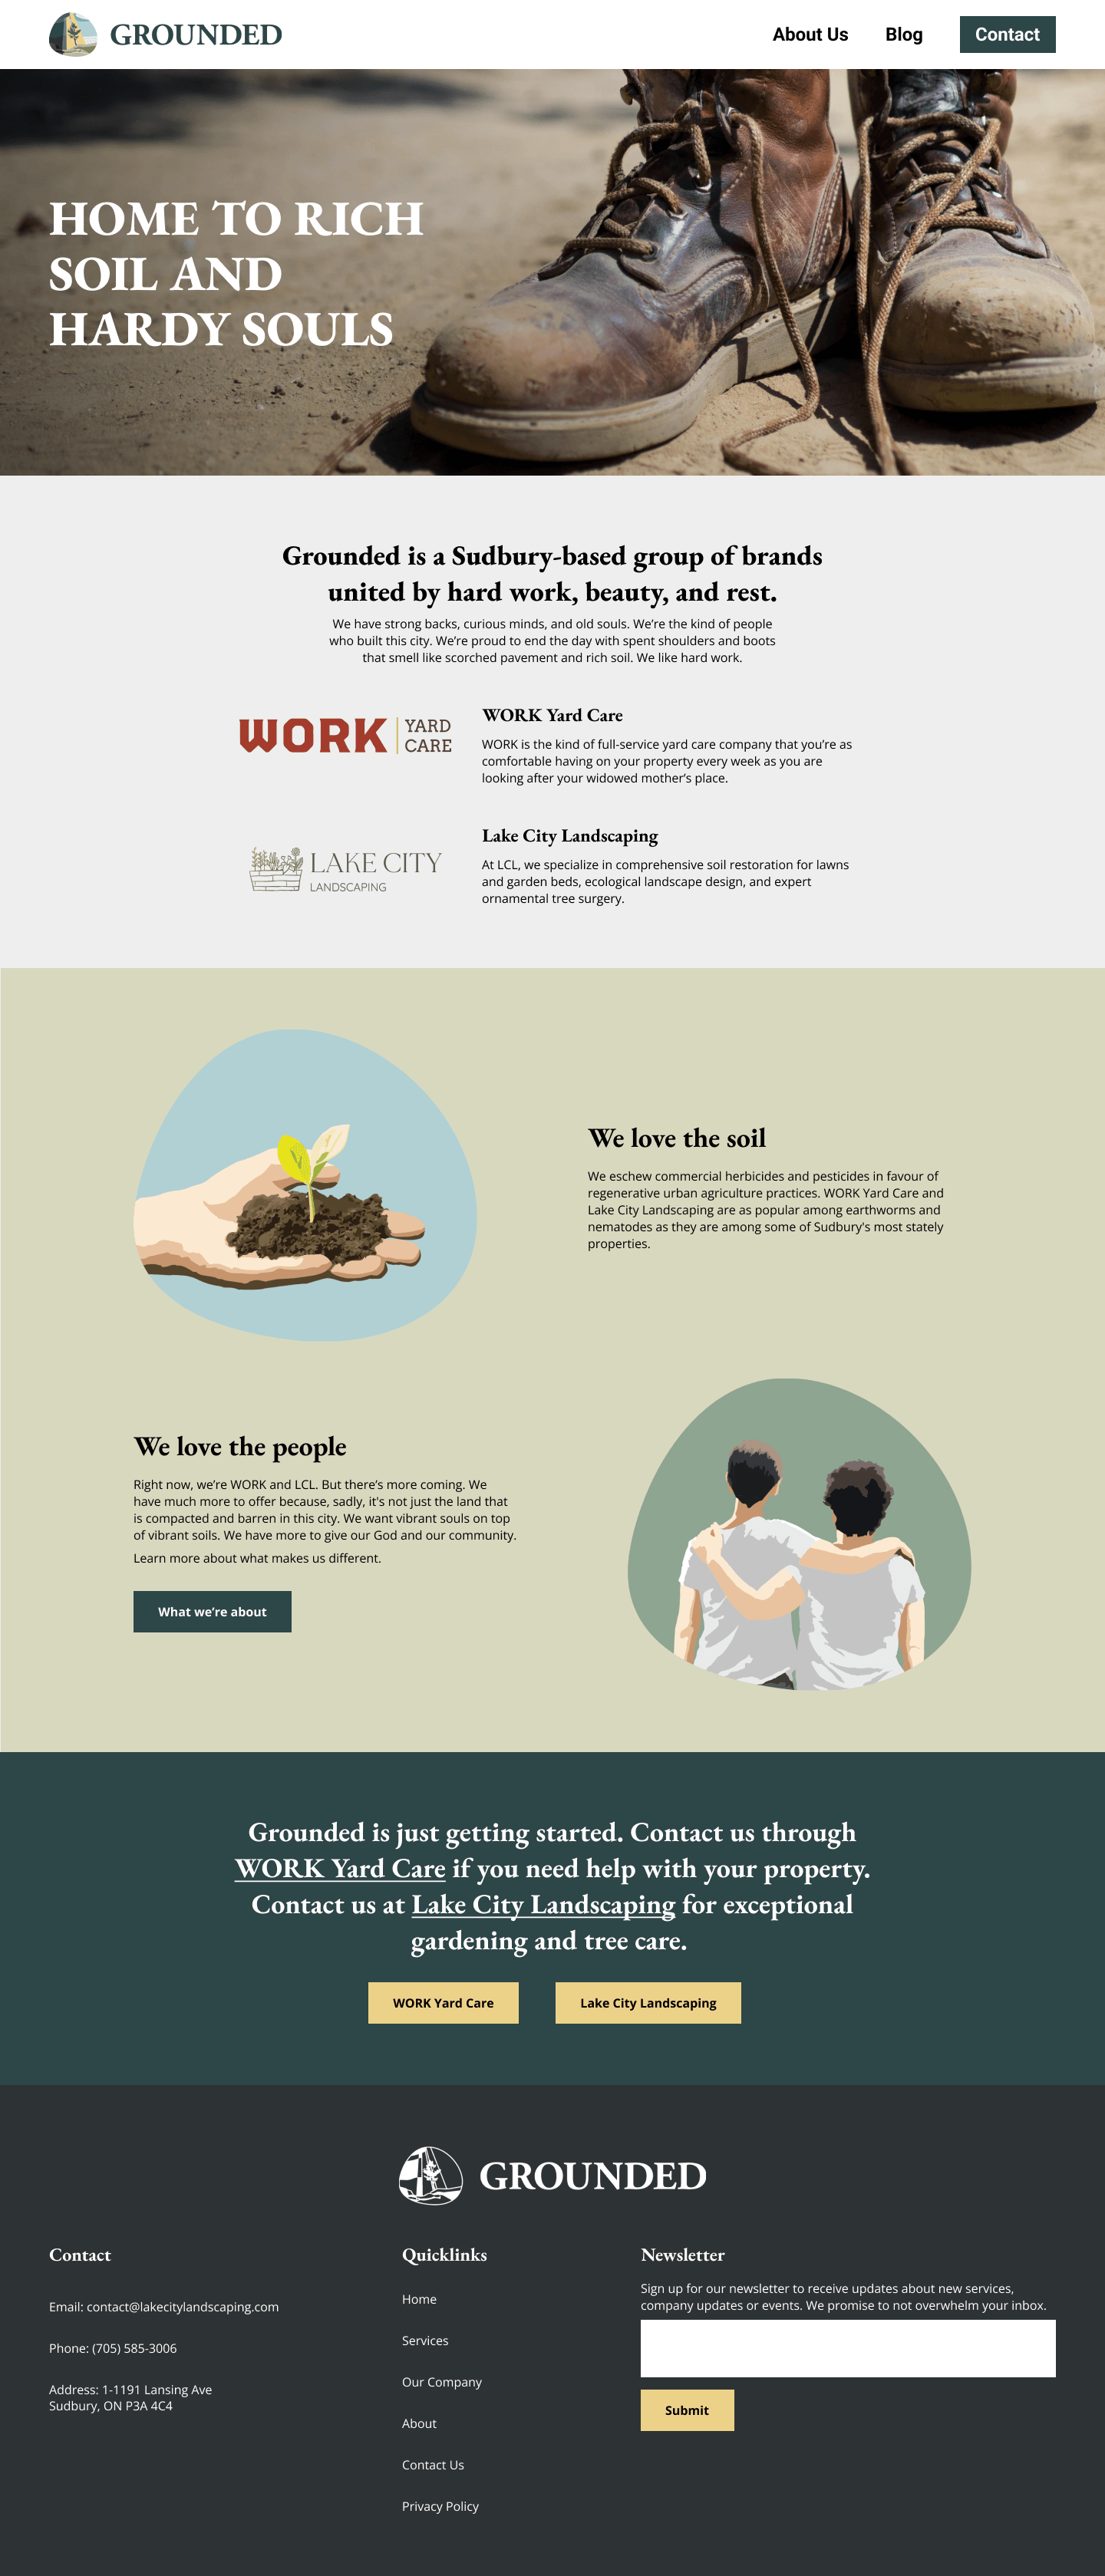 GROUNDED
About Us
Blog
Contact
HOME TO RICH
SOIL AND
HARDY SOULS
Grounded is a Sudbury-based group of brands
united by hard work, beauty, and rest.
We have strong backs, curious minds, and old souls. We’re the kind of people
who built this city. We’re proud to end the day with spent shoulders and boots
that smell like scorched pavement and rich soil. We like hard work.
WORK YARD
CARE
WORK Yard Care
WORK is the kind of full-service yard care company that you’re as
comfortable having on your property every week as you are
looking after your widowed mother’s place.
LAKE CITY
LANDSCAPING
Lake City Landscaping
At LCL, we specialize in comprehensive soil restoration for lawns
and garden beds, ecological landscape design, and expert
ornamental tree surgery.
We love the soil
We eschew commercial herbicides and pesticides in favour of
regenerative urban agriculture practices. WORK Yard Care and
Lake City Landscaping are as popular among earthworms and
nematodes as they are among some of Sudbury's most stately
properties.
We love the people
Right now, we’re WORK and LCL. But there’s more coming. We
have much more to offer because, sadly, it's not just the land that
is compacted and barren in this city. We want vibrant souls on top
of vibrant soils. We have more to give our God and our community.
Learn more about what makes us different.
What we’re about
Grounded is just getting started. Contact us through
WORK Yard Care if you need help with your property.
Contact us at Lake City Landscaping for exceptional
gardening and tree care.
WORK Yard Care
Lake City Landscaping
GROUNDED
Contact
Email: contact@lakecitylandscaping.com
Phone: (705) 585-3006
Address: 1-1191 Lansing Ave
Sudbury, ON P3A 4C4
Quicklinks
Home
Services
Our Company
About
Contact Us
Privacy Policy
Newsletter
Sign up for our newsletter to receive updates about new services,
company updates or events. We promise to not overwhelm your inbox.
Submit